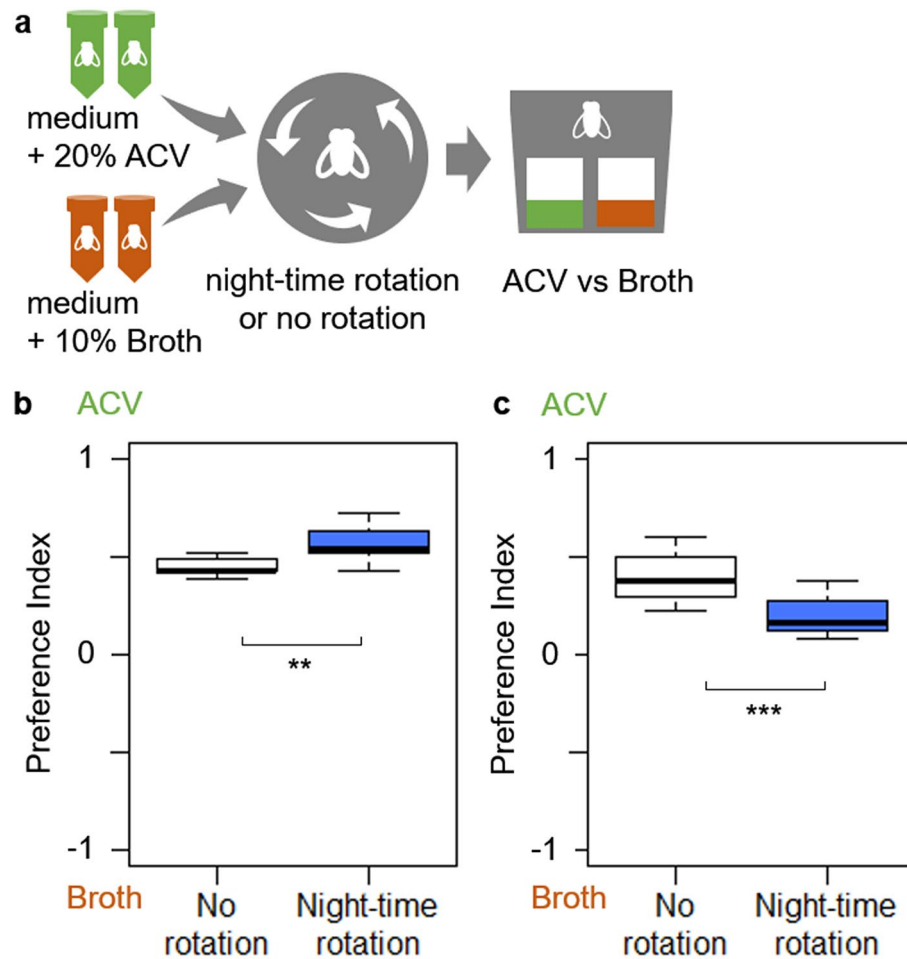 a
medium
+ 20% ACV
medium
+ 10% Broth
night-time rotation
or no rotation
ACV vs Broth
b
ACV
Preference Index
1
0
-1
**
Broth
No
rotation
Night-time
rotation
c
ACV
Preference Index
1
0
-1
***
Broth
No
rotation
Night-time
rotation